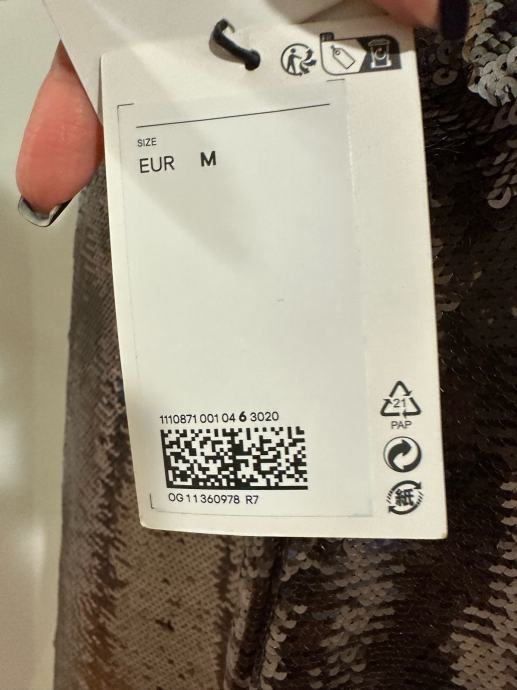 SIZE
EUR M
1110871 001 04 6 3020
OG 11360978 R7
21
PAP
紙